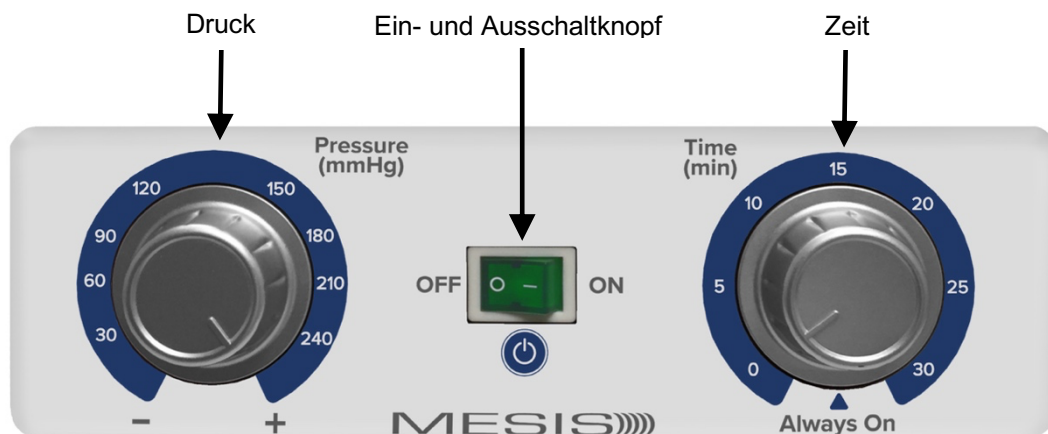 Druck
Ein- und Ausschaltknopf
Zeit
Pressure
(mmHg)
30
60
90
120
150
180
210
240
-
+
OFF
O
ON
MESIS
Time
(min)
0
5
10
15
20
25
30
Always On